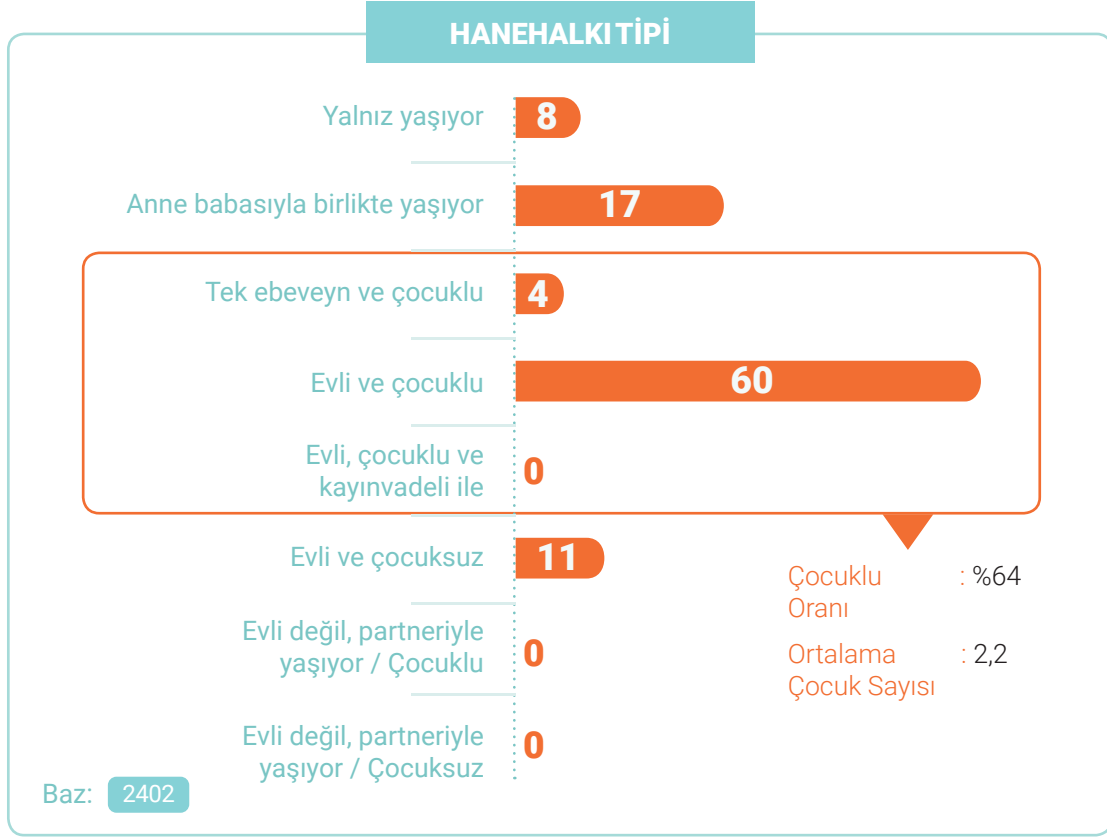 HANEHALKI TİPİ
Yalnız yaşıyor
8
Anne babasıyla birlikte yaşıyor
17
Tek ebeveyn ve çocuklu
4
Evli ve çocuklu
60
Evli, çocuklu ve
kayınvadeli ile
0
Evli ve çocuksuz
11
Çocuklu : %64
Oranı
Evli değil, partneriyle
yaşıyor / Çocuklu
0
Ortalama : 2,2
Çocuk Sayısı
Evli değil, partneriyle
yaşıyor / Çocuksuz
0
Baz: 2402